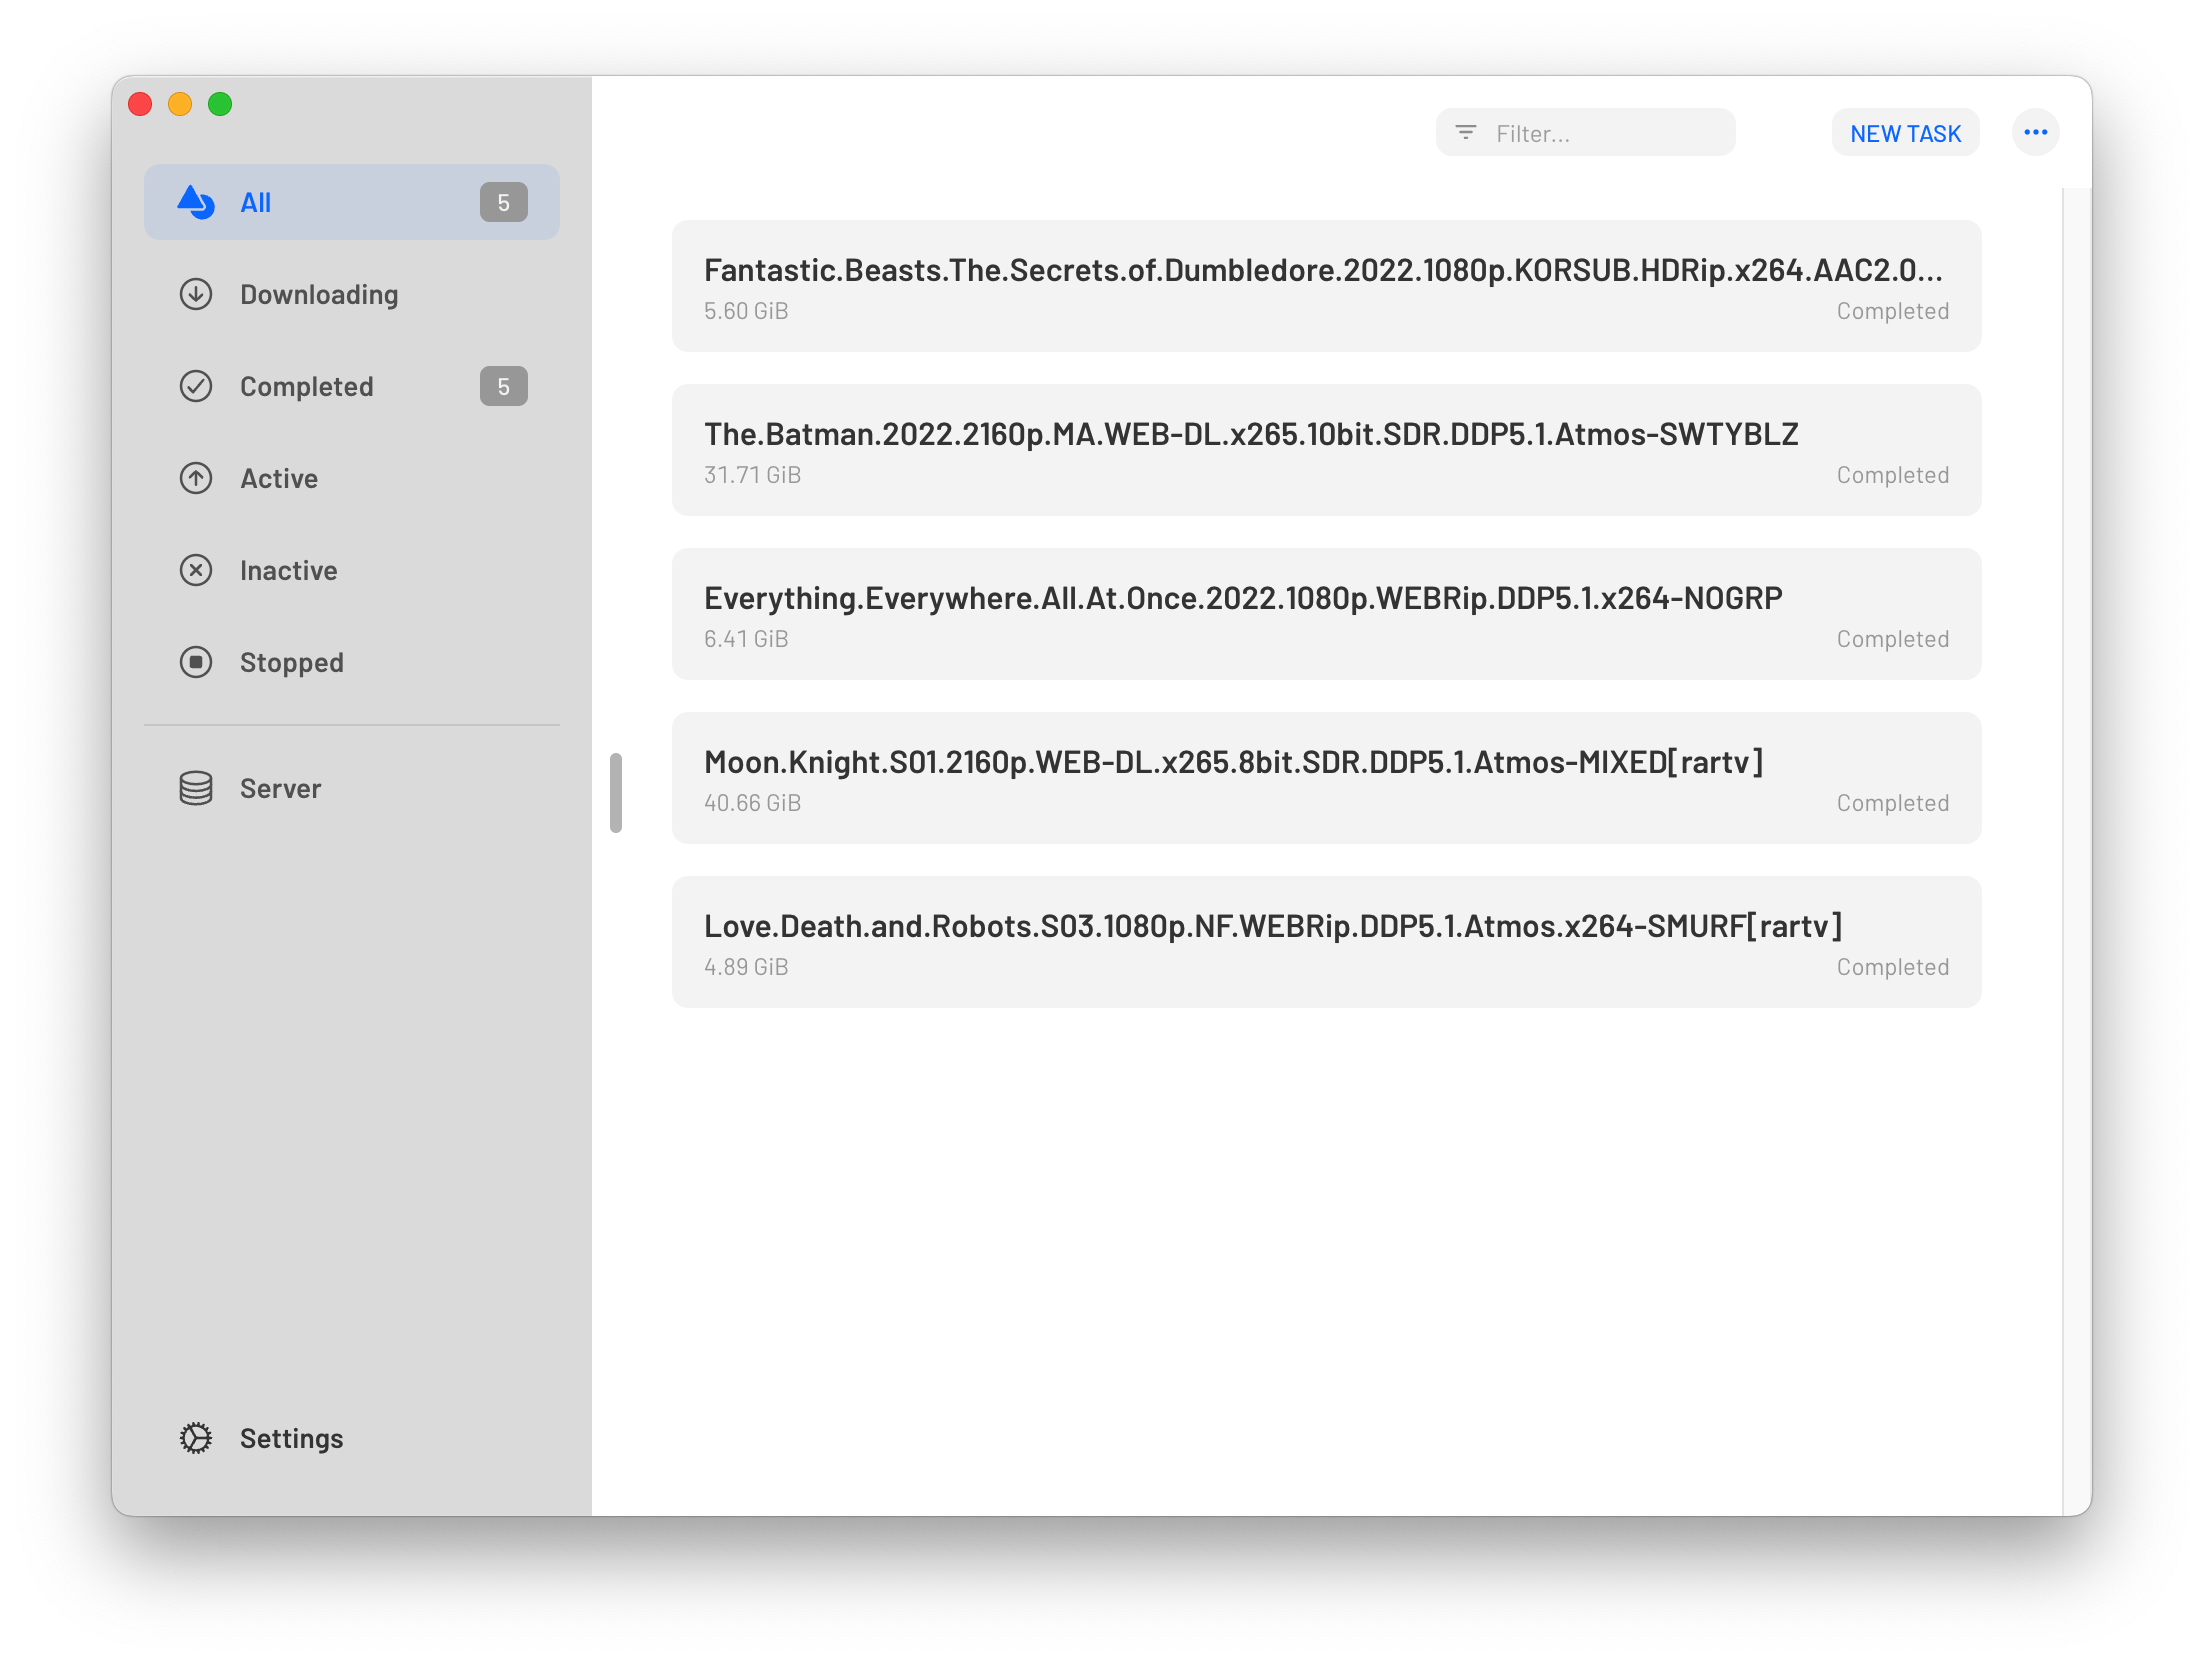 All
5
Downloading
Completed
5
Active
Inactive
Stopped
Server
Settings
Filter...
NEW TASK
Fantastic.Beasts.The.Secrets.of.Dumbledore.2022.1080p.KORSUB.HDRip.x264.AAC2.0...
5.60 GiB
Completed
The.Batman.2022.2160p.MA.WEB-DL.x265.10bit.SDR.DDP5.1.Atmos-SWTYBLZ
31.71 GiB
Completed
Everything.Everywhere.All.At.Once.2022.1080p.WEBRip.DDP5.1.x264-NOGRP
6.41 GiB
Completed
Moon.Knight.S01.2160p.WEB-DL.x265.8bit.SDR.DDP5.1.Atmos-MIXED[rartv]
40.66 GiB
Completed
Love.Death.and.Robots.S03.1080p.NF.WEBRip.DDP5.1.Atmos.x264-SMURF[rartv]
4.89 GiB
Completed